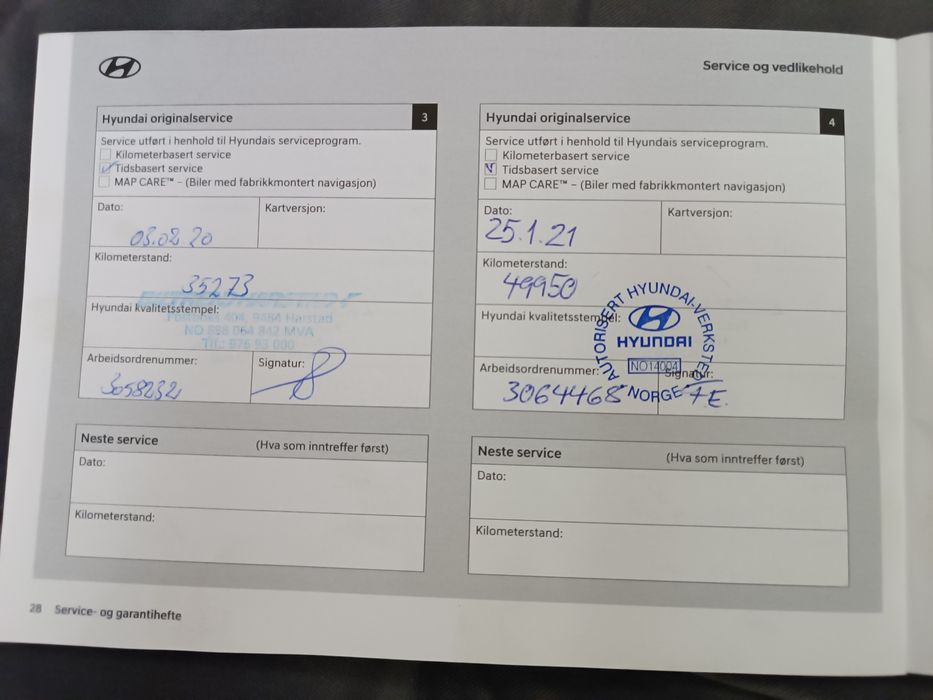 Service og vedlikehold
Hyundai originalservice 3
Service utført i henhold til Hyundais serviceprogram.
Kilometerbasert service
Tidsbasert service
MAP CARE™ – (Biler med fabrikkmontert navigasjon)
Dato:
03.02 20
Kartversjon:
Kilometerstand:
35273
Hyundai kvalitetsstempel:
404, 9484 Harstad
NO 888 064 842 MVA
Tlf.: 976 93 000
Arbeidsordrenummer:
3058232
Signatur:
Neste service (Hva som inntreffer først)
Dato:
Kilometerstand:
Hyundai originalservice 4
Service utført i henhold til Hyundais serviceprogram.
Kilometerbasert service
Tidsbasert service
MAP CARE™ – (Biler med fabrikkmontert navigasjon)
Dato:
25.1.21
Kartversjon:
Kilometerstand:
49950
Hyundai kvalitetsstempel:
AUTORISERT HYUNDAI-VERKSTED
HYUNDAI
NO14004
NORGE
Arbeidsordrenummer:
3064468
Signatur:
Neste service (Hva som inntreffer først)
Dato:
Kilometerstand:
28 Service- og garantihefte